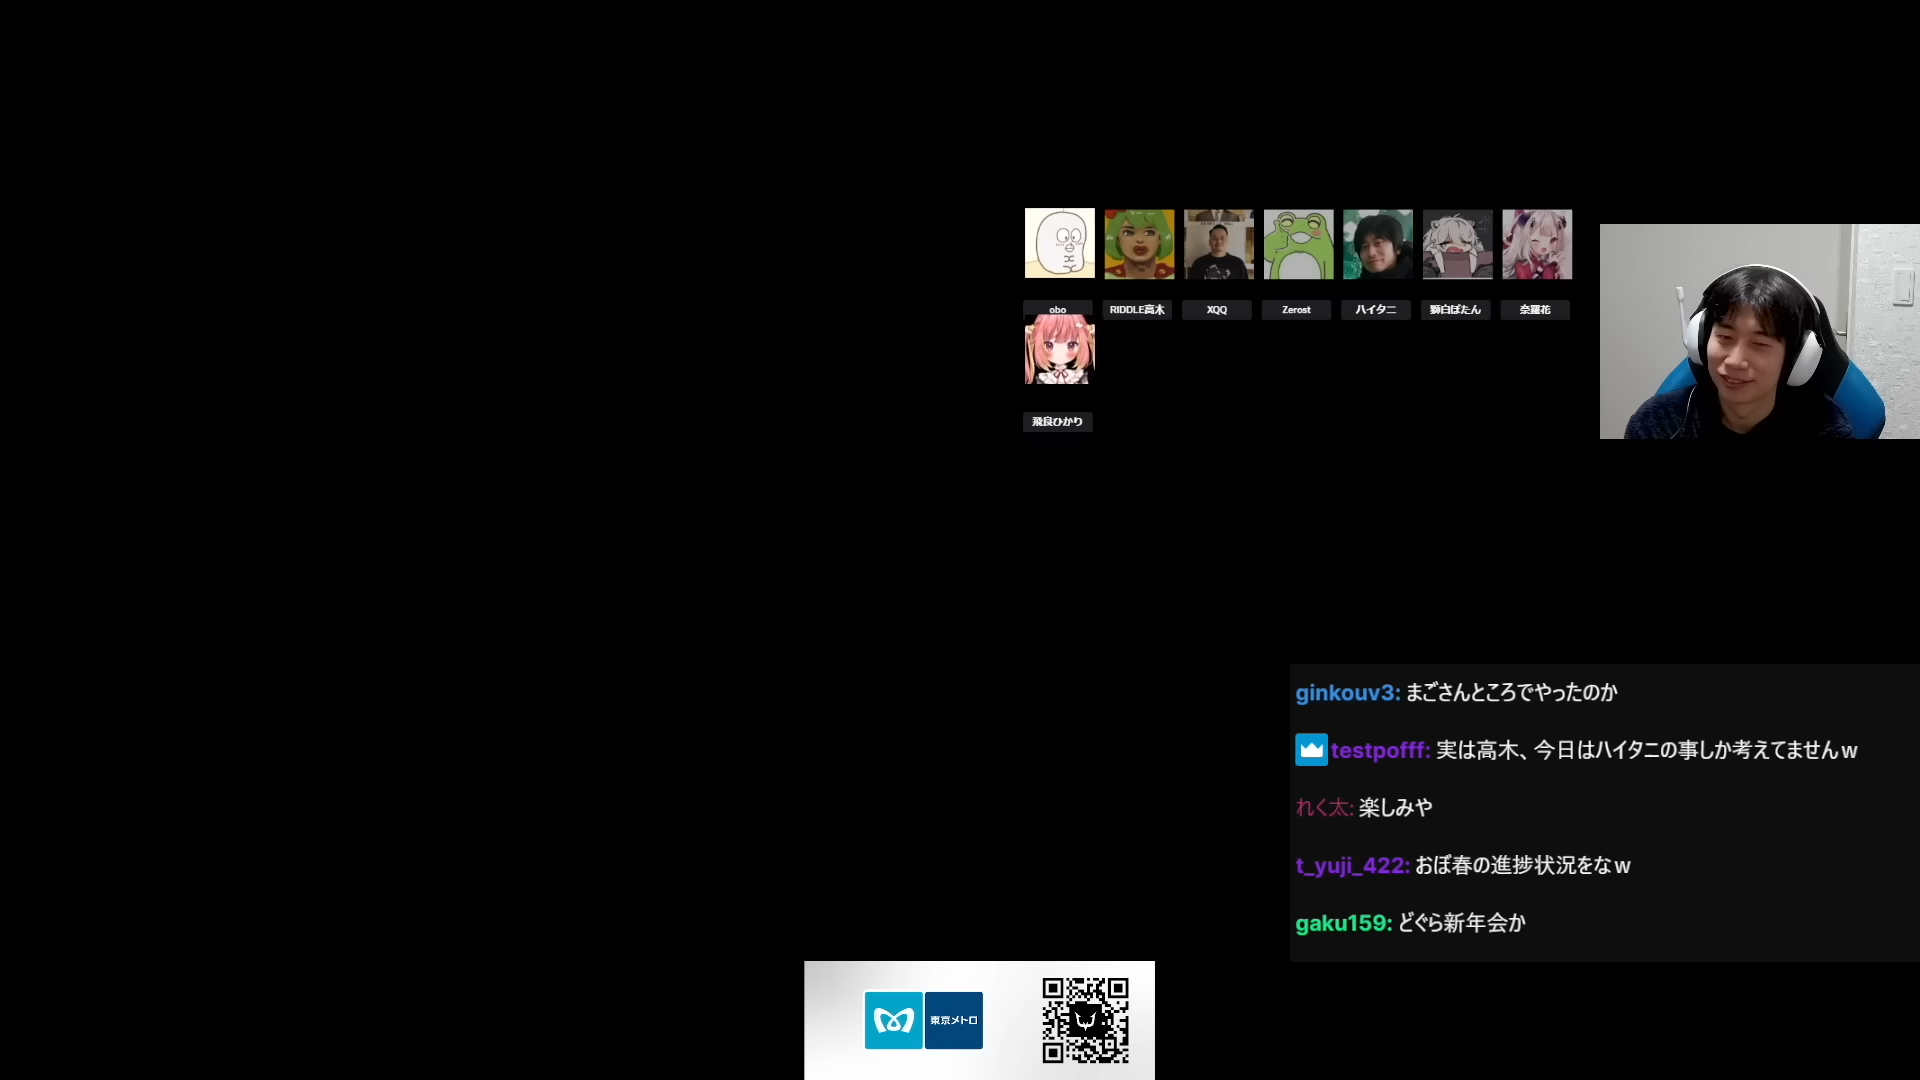 obo
RIDDLE高木
XQQ
Zerost
ハイタニ
獅白ぼたん
奈羅花
飛良ひかり
ginkouv3: まごさんところでやったのか
testpofff: 実は高木、今日はハイタニの事しか考えてませんw
れく太: 楽しみや
t_yuji_422: おぼ春の進捗状況をなw
gaku159: どぐら新年会か
東京メトロ